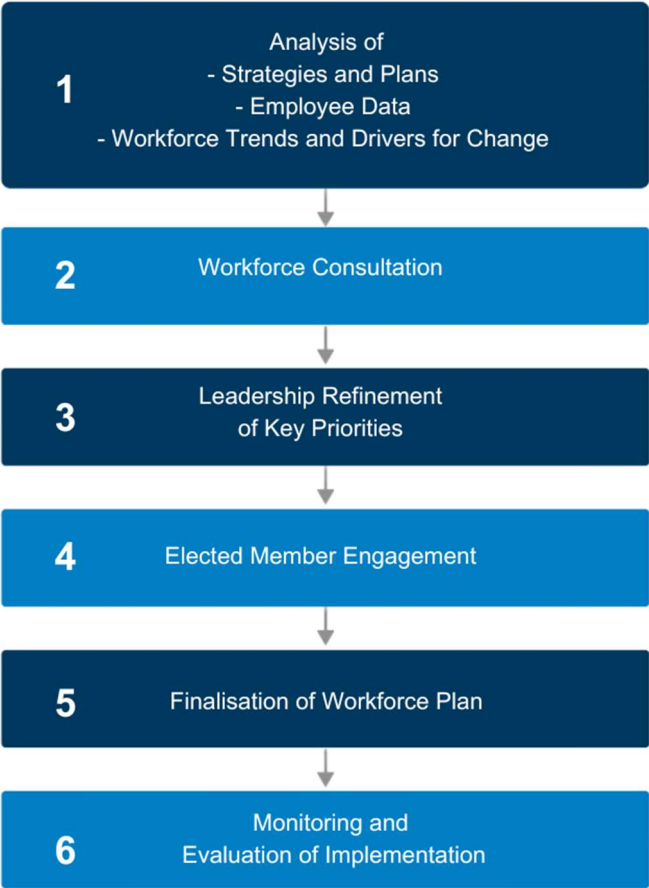 1
Analysis of
- Strategies and Plans
- Employee Data
- Workforce Trends and Drivers for Change
2
Workforce Consultation
3
Leadership Refinement
of Key Priorities
4
Elected Member Engagement
5
Finalisation of Workforce Plan
6
Monitoring and
Evaluation of Implementation